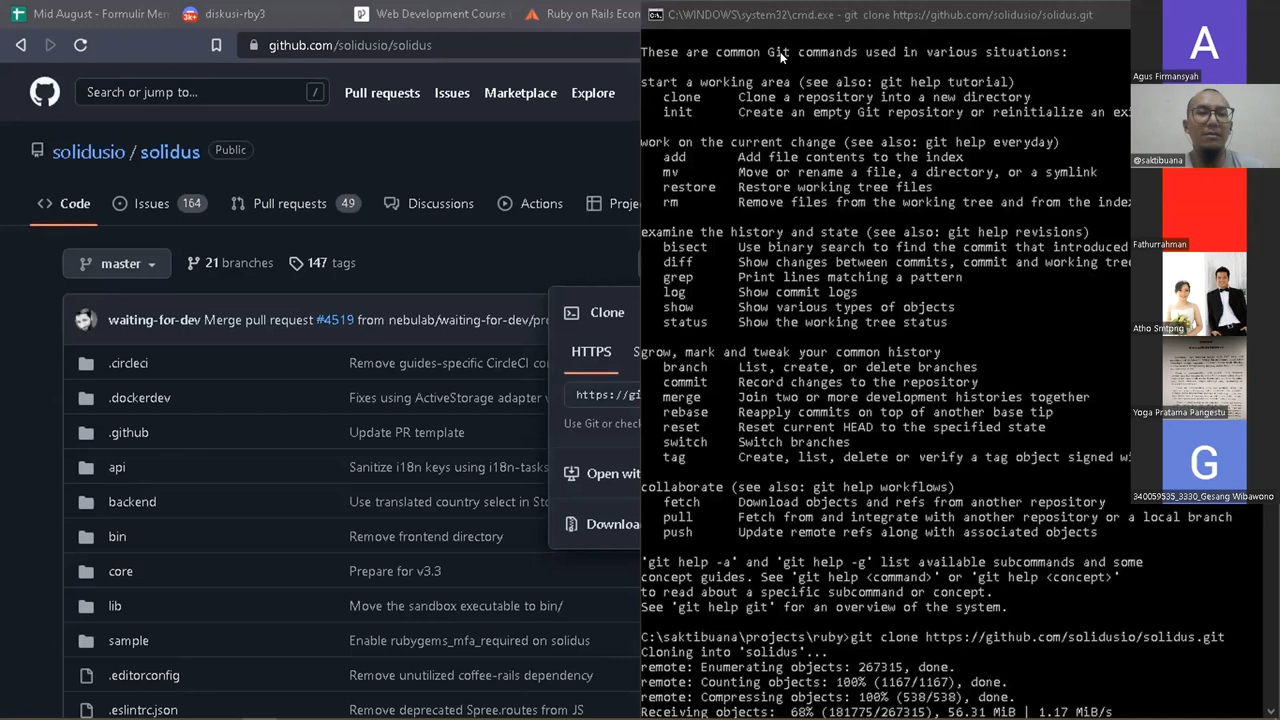 Mid August - Formulir Mem
diskusi-rby3
Web Development Course
Ruby on Rails Econ
github.com/solidusio/solidus
Search or jump to...
/
Pull requests
Issues
Marketplace
Explore
solidusio / solidus
Public
Code
Issues
164
Pull requests
49
Discussions
Actions
Proje
master
21 branches
147 tags
waiting-for-dev Merge pull request #4519 from nebulab/waiting-for-dev/pr
.circleci
Remove guides-specific CircleCI con
.dockerdev
Fixes using ActiveStorage adapter v
.github
Update PR template
api
Sanitize i18n keys using i18n-tasks
backend
Use translated country select in Sto
bin
Remove frontend directory
core
Prepare for v3.3
lib
Move the sandbox executable to bin/
sample
Enable rubygems_mfa_required on solidus
.editorconfig
Remove unutilized coffee-rails dependency
.eslintrc.json
Remove deprecated Spree.routes from JS
Clone
HTTPS
S
https://gi
Use Git or check
Open wit
Downloa
C:\WINDOWS\system32\cmd.exe - git clone https://github.com/solidusio/solidus.git
These are common Git commands used in various situations:
start a working area (see also: git help tutorial)
clone Clone a repository into a new directory
init Create an empty Git repository or reinitialize an exi
work on the current change (see also: git help everyday)
add Add file contents to the index
mv Move or rename a file, a directory, or a symlink
restore Restore working tree files
rm Remove files from the working tree and from the index
examine the history and state (see also: git help revisions)
bisect Use binary search to find the commit that introduced
diff Show changes between commits, commit and working tre
grep Print lines matching a pattern
log Show commit logs
show Show various types of objects
status Show the working tree status
grow, mark and tweak your common history
branch List, create, or delete branches
commit Record changes to the repository
merge Join two or more development histories together
rebase Reapply commits on top of another base tip
reset Reset current HEAD to the specified state
switch Switch branches
tag Create, list, delete or verify a tag object signed wi
collaborate (see also: git help workflows)
fetch Download objects and refs from another repository
pull Fetch from and integrate with another repository or a local branch
push Update remote refs along with associated objects
'git help -a' and 'git help -g' list available subcommands and some
concept guides. See 'git help <command>' or 'git help <concept>'
to read about a specific subcommand or concept.
See 'git help git' for an overview of the system.
C:\saktibuana\projects\ruby>git clone https://github.com/solidusio/solidus.git
Cloning into 'solidus'...
remote: Enumerating objects: 267315, done.
remote: Counting objects: 100% (1167/1167), done.
remote: Compressing objects: 100% (538/538), done.
Receiving objects: 68% (181775/267315), 56.31 MiB | 1.17 MiB/s
A
Agus Firmansyah
@saktibuana
Fathurrahman
Atho Smtpng
Yoga Pratama Pangestu
G
340059535_3330_Gesang Wibawono